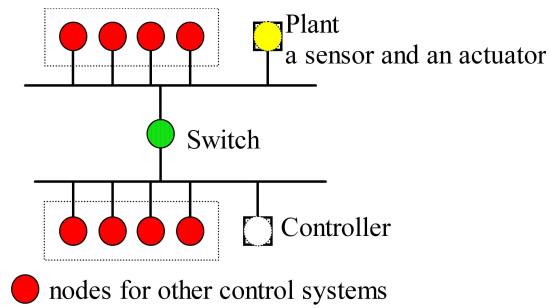 Plant
a sensor and an actuator
Switch
Controller
nodes for other control systems